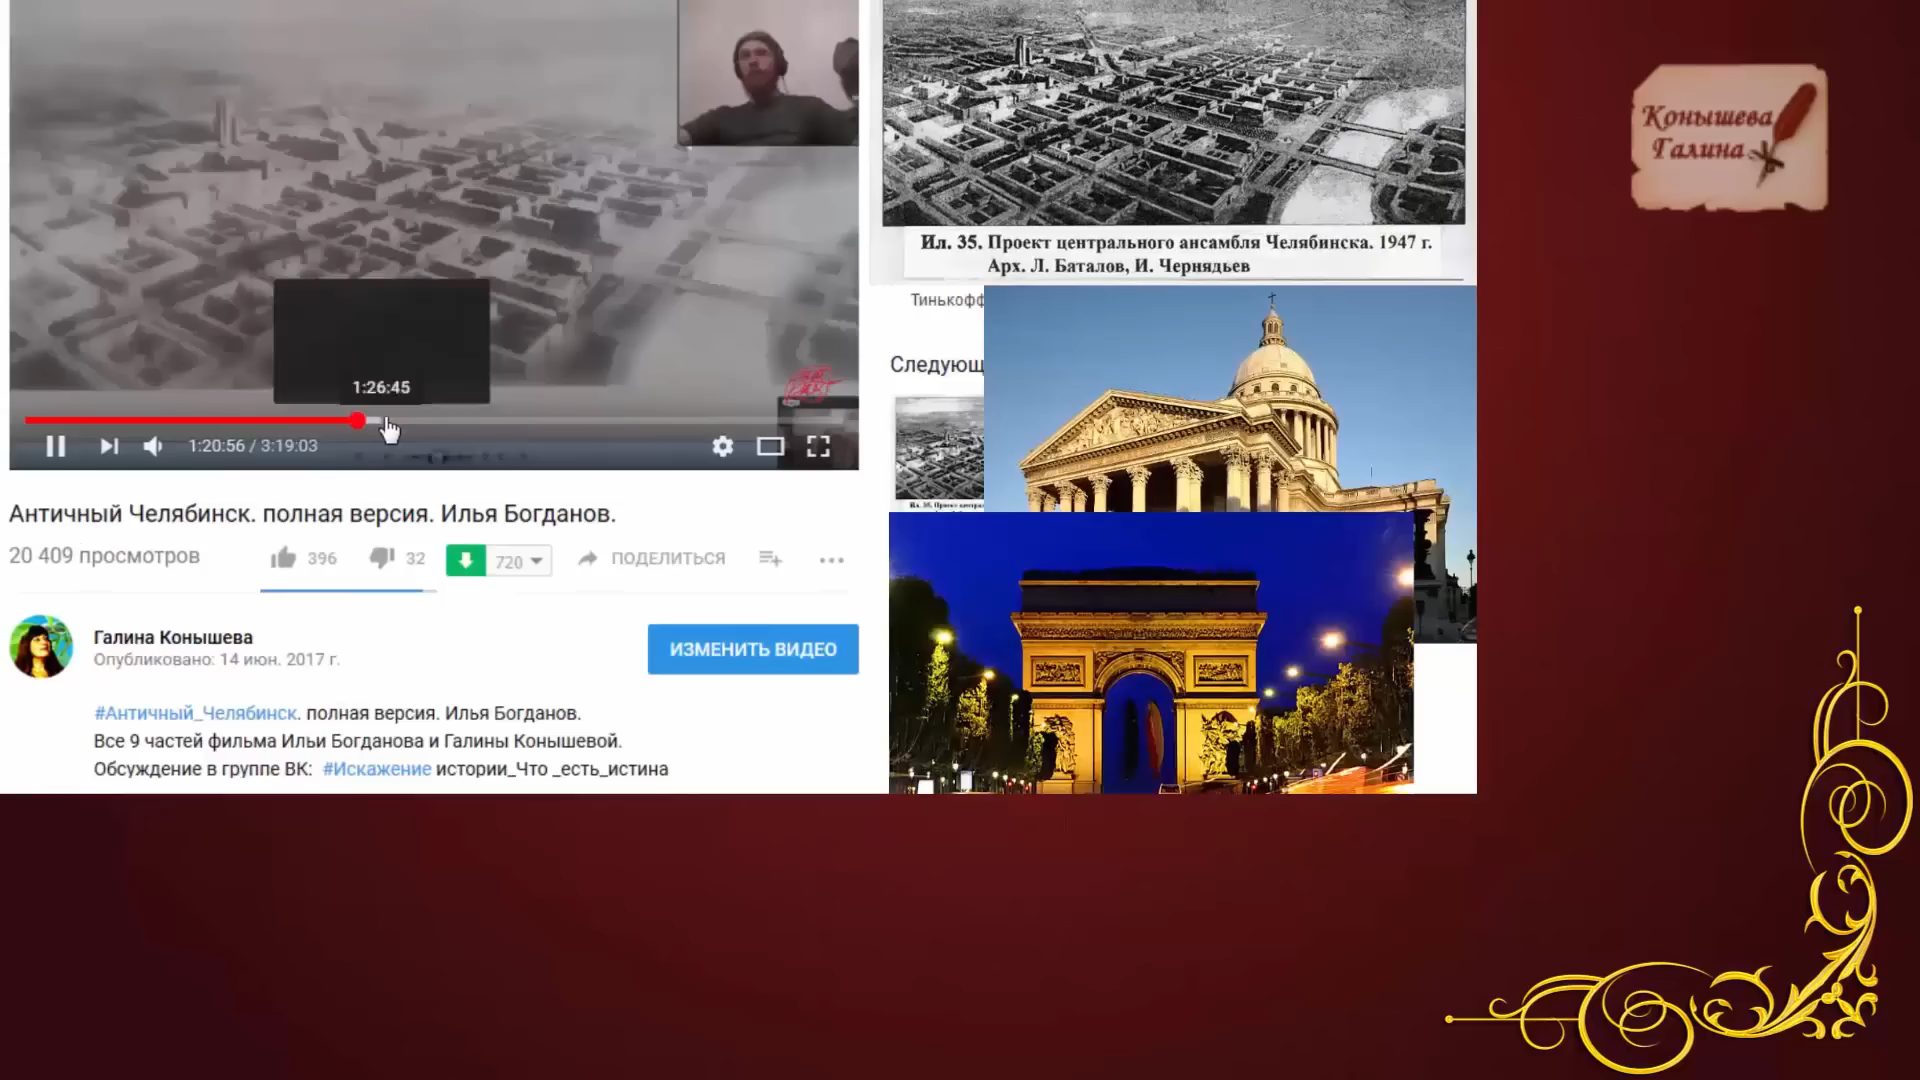 Конышева
Галина
Ил. 35. Проект центрального ансамбля Челябинска. 1947 г.
Арх. Л. Баталов, И. Чернядьев
Тинькофф
Следующ
1:26:45
1:20:56 / 3:19:03
Античный Челябинск. полная версия. Илья Богданов.
20 409 просмотров
396
32
720
ПОДЕЛИТЬСЯ
Галина Конышева
Опубликовано: 14 июн. 2017 г.
ИЗМЕНИТЬ ВИДЕО
#Античный_Челябинск. полная версия. Илья Богданов.
Все 9 частей фильма Ильи Богданова и Галины Конышевой.
Обсуждение в группе ВК: #Искажение истории_Что _есть_истина